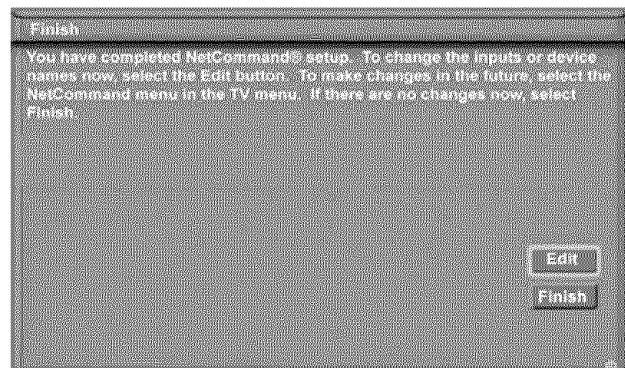 Finish
You have completed NetCommand® setup. To change the inputs or device
names now, select the Edit button. To make changes in the future, select the
NetCommand menu in the TV menu. If there are no changes now, select
Finish.
Edit
Finish